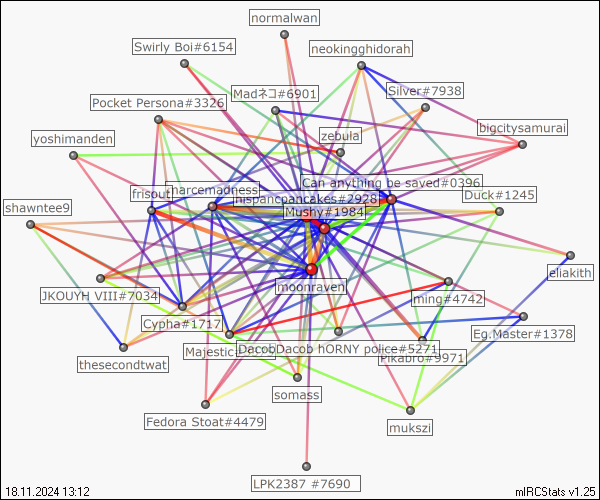 normalwan
Swirly Boi#6154
neokingghidorah
Madネコ#6901
Silver#7938
Pocket Persona#3326
bigcitysamurai
yoshimanden
zebula
Can anything be saved#0396
frisout
marcemadness
hispancpancakes#2928
Duck#1245
shawntee9
Mushy#1984
eliakith
moonraven
JKOUYH VIII#7034
ming#4742
Cypha#1717
Eg.Master#1378
Majestic
DacobDacob hORNY police#5271
Pikabro#9971
thesecondtwat
somass
Fedora Stoat#4479
mukszi
LPK2387 #7690
18.11.2024 13:12
mIRCStats v1.25